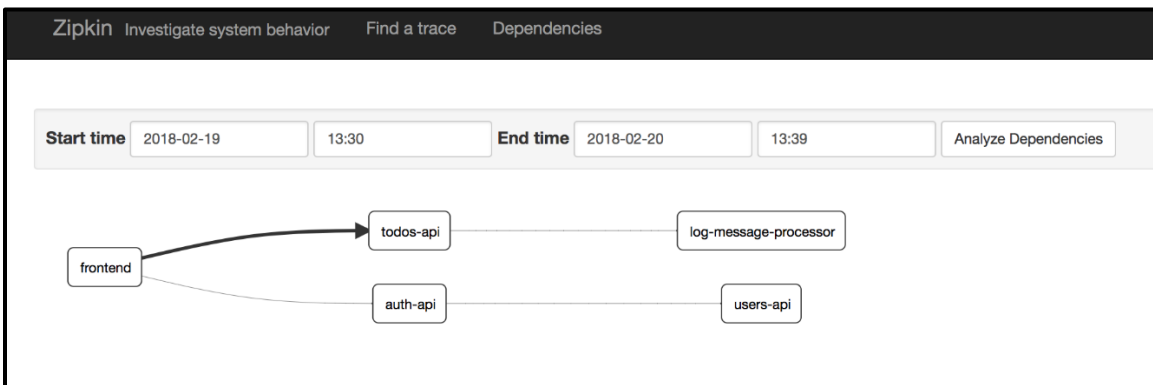 Zipkin Investigate system behavior Find a trace Dependencies
Start time 2018-02-19 13:30 End time 2018-02-20 13:39 Analyze Dependencies
todos-api log-message-processor
frontend
auth-api users-api